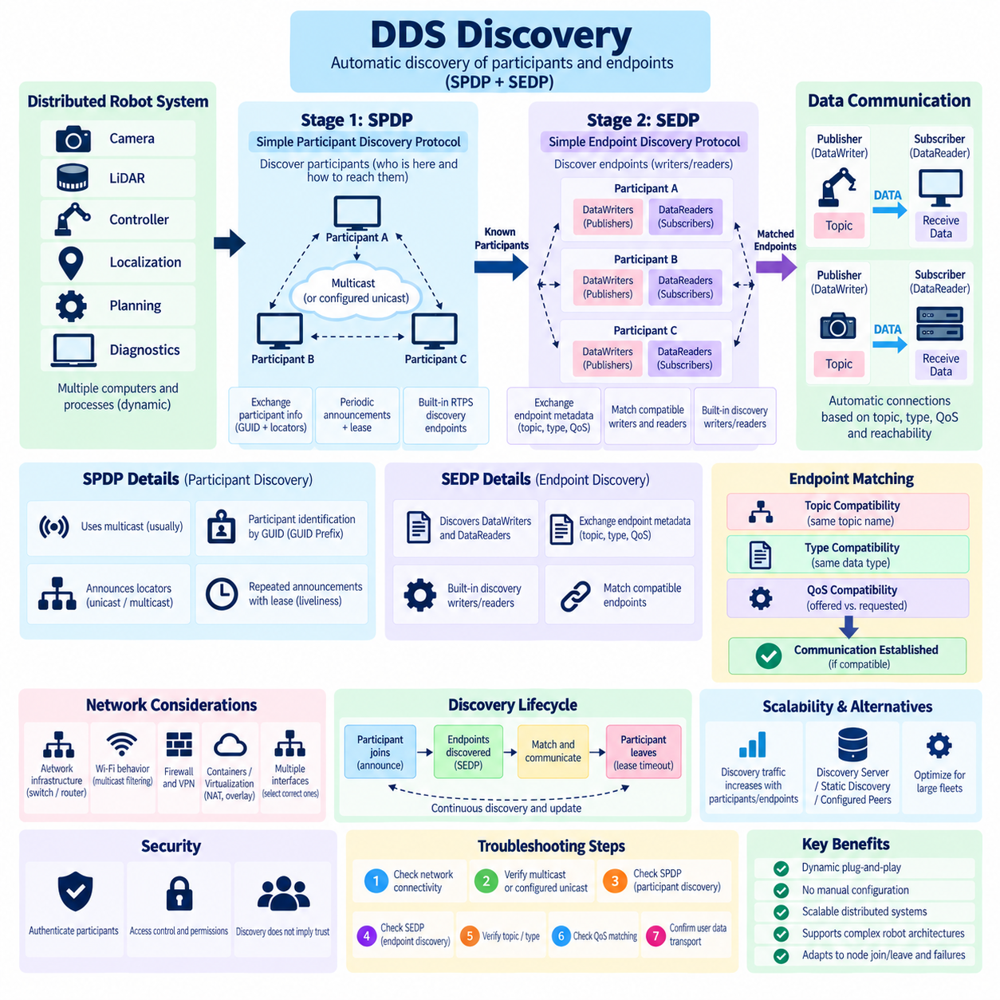 DDS Discovery
Automatic discovery of participants and endpoints
(SPDP + SEDP)
Distributed Robot System
Camera
LiDAR
Controller
Localization
Planning
Diagnostics
Multiple computers and
processes (dynamic)
Stage 1: SPDP
Simple Participant Discovery Protocol
Discover participants (who is here and
how to reach them)
Participant A
Multicast
(or configured unicast)
Participant B
Participant C
Exchange
participant info
(GUID + locators)
Periodic
announcements
+ lease
Built-in RTPS
discovery
endpoints
Known
Participants
Stage 2: SEDP
Simple Endpoint Discovery Protocol
Discover endpoints (writers/readers)
Participant A
DataWriters
(Publishers)
DataReaders
(Subscribers)
Participant B
DataWriters
(Publishers)
DataReaders
(Subscribers)
Participant C
DataWriters
(Publishers)
DataReaders
(Subscribers)
Exchange
endpoint metadata
(topic, type, QoS)
Match compatible
writers and readers
Built-in discovery
writers/readers
Matched
Endpoints
Data Communication
Publisher
(DataWriter)
Subscriber
(DataReader)
DATA
Topic
Receive
Data
Publisher
(DataWriter)
Subscriber
(DataReader)
DATA
Topic
Receive
Data
Automatic connections
based on topic, type, QoS
and reachability
SPDP Details (Participant Discovery)
Uses multicast (usually)
Participant identification
by GUID (GUID Prefix)
Announces locators
(unicast / multicast)
Repeated announcements
with lease (liveliness)
SEDP Details (Endpoint Discovery)
Discovers DataWriters
and DataReaders
Exchange endpoint metadata
(topic, type, QoS)
Built-in discovery
writers/readers
Match compatible
endpoints
Endpoint Matching
Topic Compatibility
(same topic name)
Type Compatibility
(same data type)
QoS Compatibility
(offered vs. requested)
Communication Established
(if compatible)
Network Considerations
Network
infrastructure
(switch / router)
Wi-Fi behavior
(multicast filtering)
Firewall
and VPN
Containers /
Virtualization
(NAT, overlay)
Multiple
interfaces
(select correct ones)
Discovery Lifecycle
Participant
joins
(announce)
Endpoints
discovered
(SEDP)
Match and
communicate
Participant
leaves
(lease timeout)
Continuous discovery and update
Scalability & Alternatives
Discovery traffic
increases with
participants/endpoints
Discovery Server
/ Static Discovery
/ Configured Peers
Optimize for
large fleets
Security
Authenticate participants
Access control and permissions
Discovery does not imply trust
Troubleshooting Steps
1 Check network
connectivity
2 Verify multicast
or configured unicast
3 Check SPDP
(participant discovery)
4 Check SEDP
(endpoint discovery)
5 Verify topic / type
6 Check QoS matching
7 Confirm user data
transport
Key Benefits
Dynamic plug-and-play
No manual configuration
Scalable distributed systems
Supports complex robot architectures
Adapts to node join/leave and failures